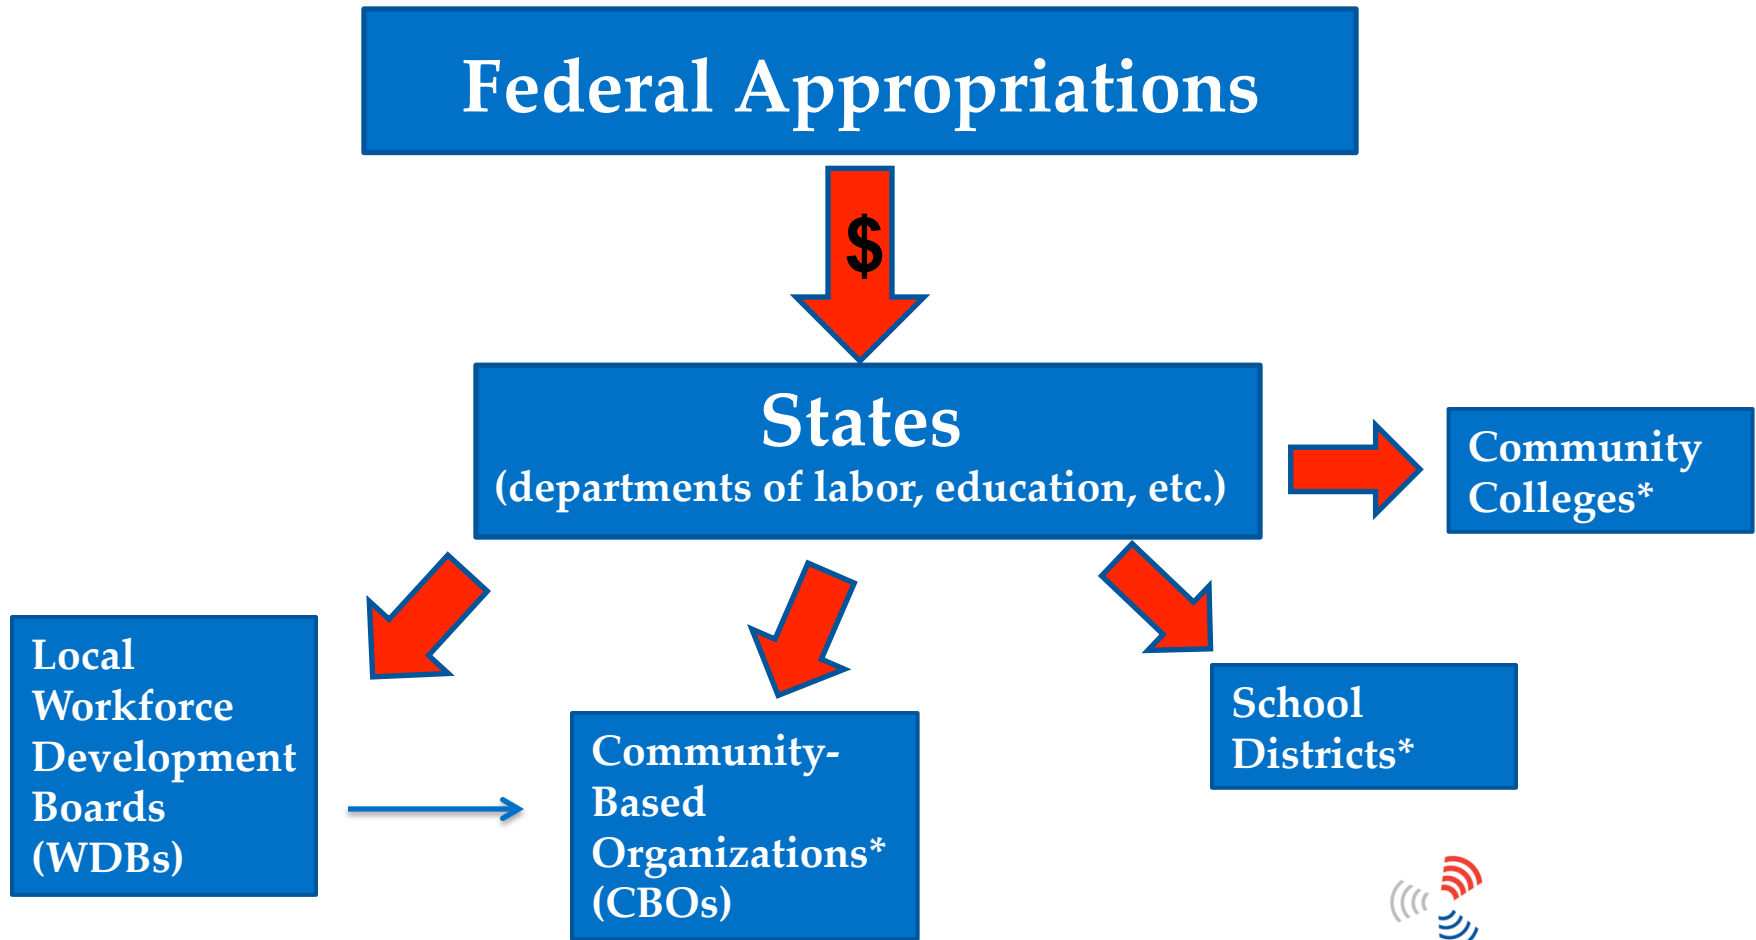 Federal Appropriations
$
States
(departments of labor, education, etc.)
Community
Colleges*
Local
Workforce
Development
Boards
(WDBs)
Community-
Based
Organizations*
(CBOs)
School
Districts*